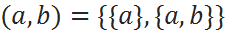 (a, b) = {{a}, {a, b}}